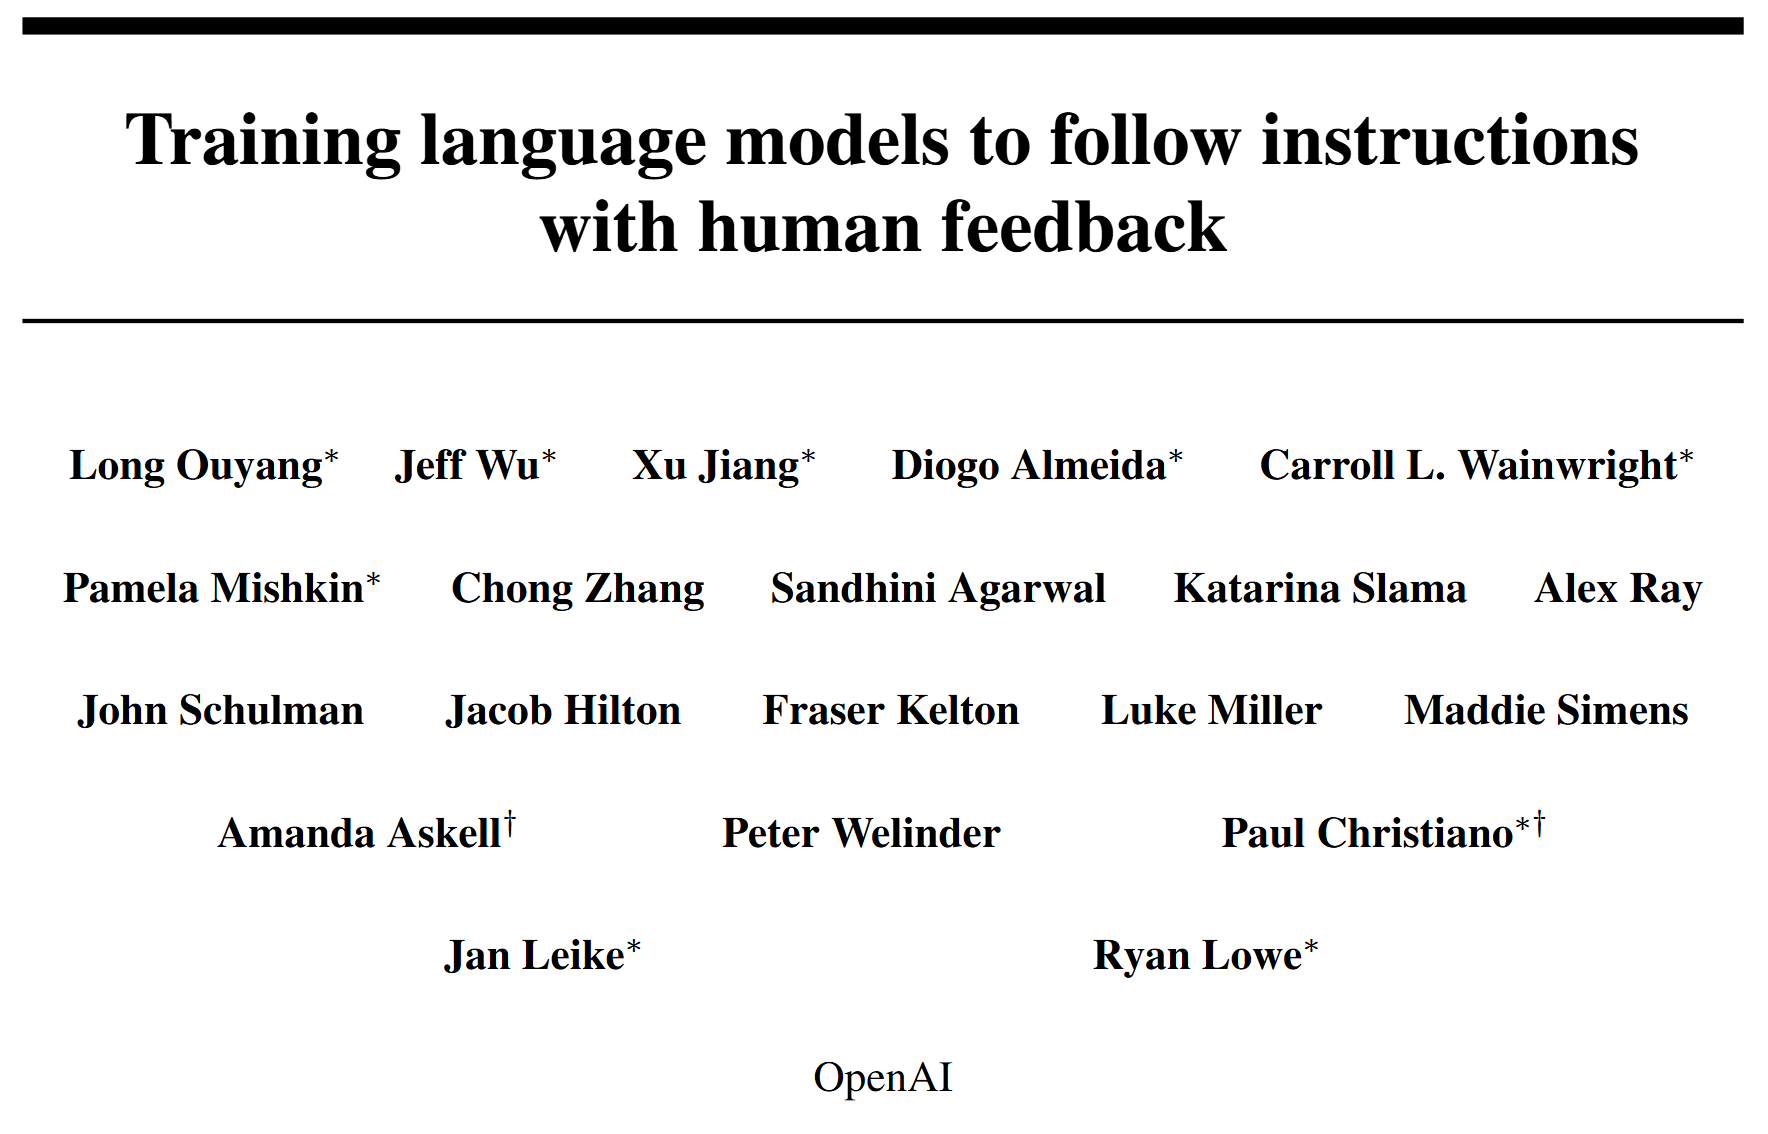 Training language models to follow instructions
with human feedback
Long Ouyang* Jeff Wu* Xu Jiang* Diogo Almeida* Carroll L. Wainwright*
Pamela Mishkin* Chong Zhang Sandhini Agarwal Katarina Slama Alex Ray
John Schulman Jacob Hilton Fraser Kelton Luke Miller Maddie Simens
Amanda Askell† Peter Welinder Paul Christiano*†
Jan Leike* Ryan Lowe*
OpenAI